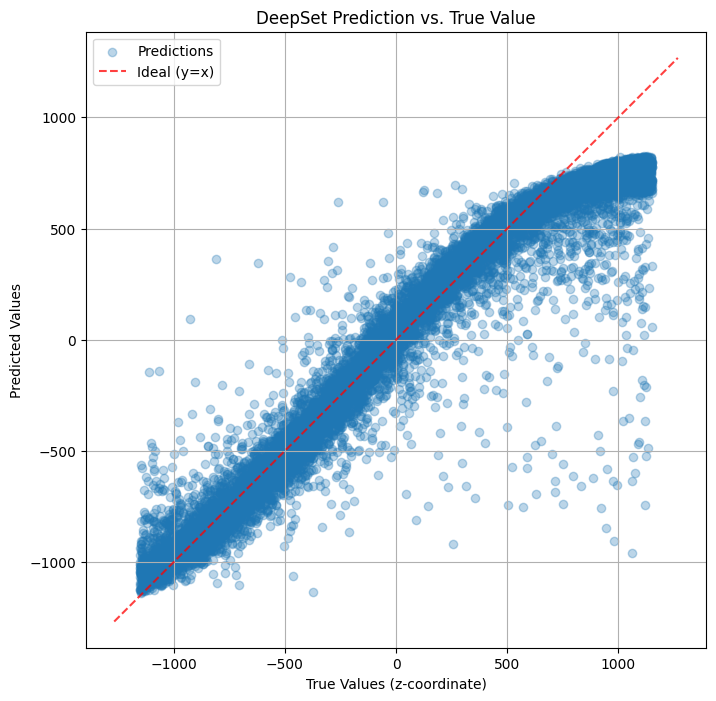 DeepSet Prediction vs. True Value
Predictions
Ideal (y=x)
1000
500
0
−500
−1000
Predicted Values
−1000 −500 0 500 1000
True Values (z-coordinate)